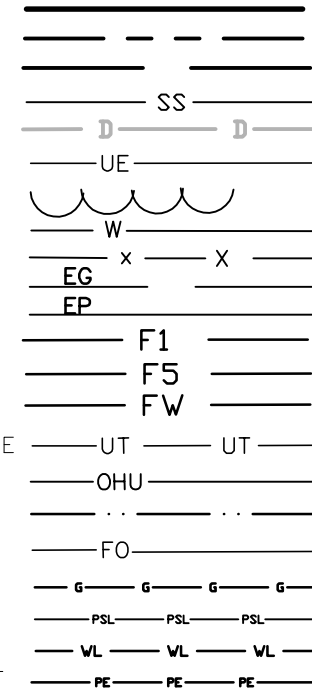 SS
D D
UE
W
x X
EG
EP
F1
F5
FW
E UT UT
OHU
FO
G G G G
PSL PSL PSL
WL WL WL
PE PE PE